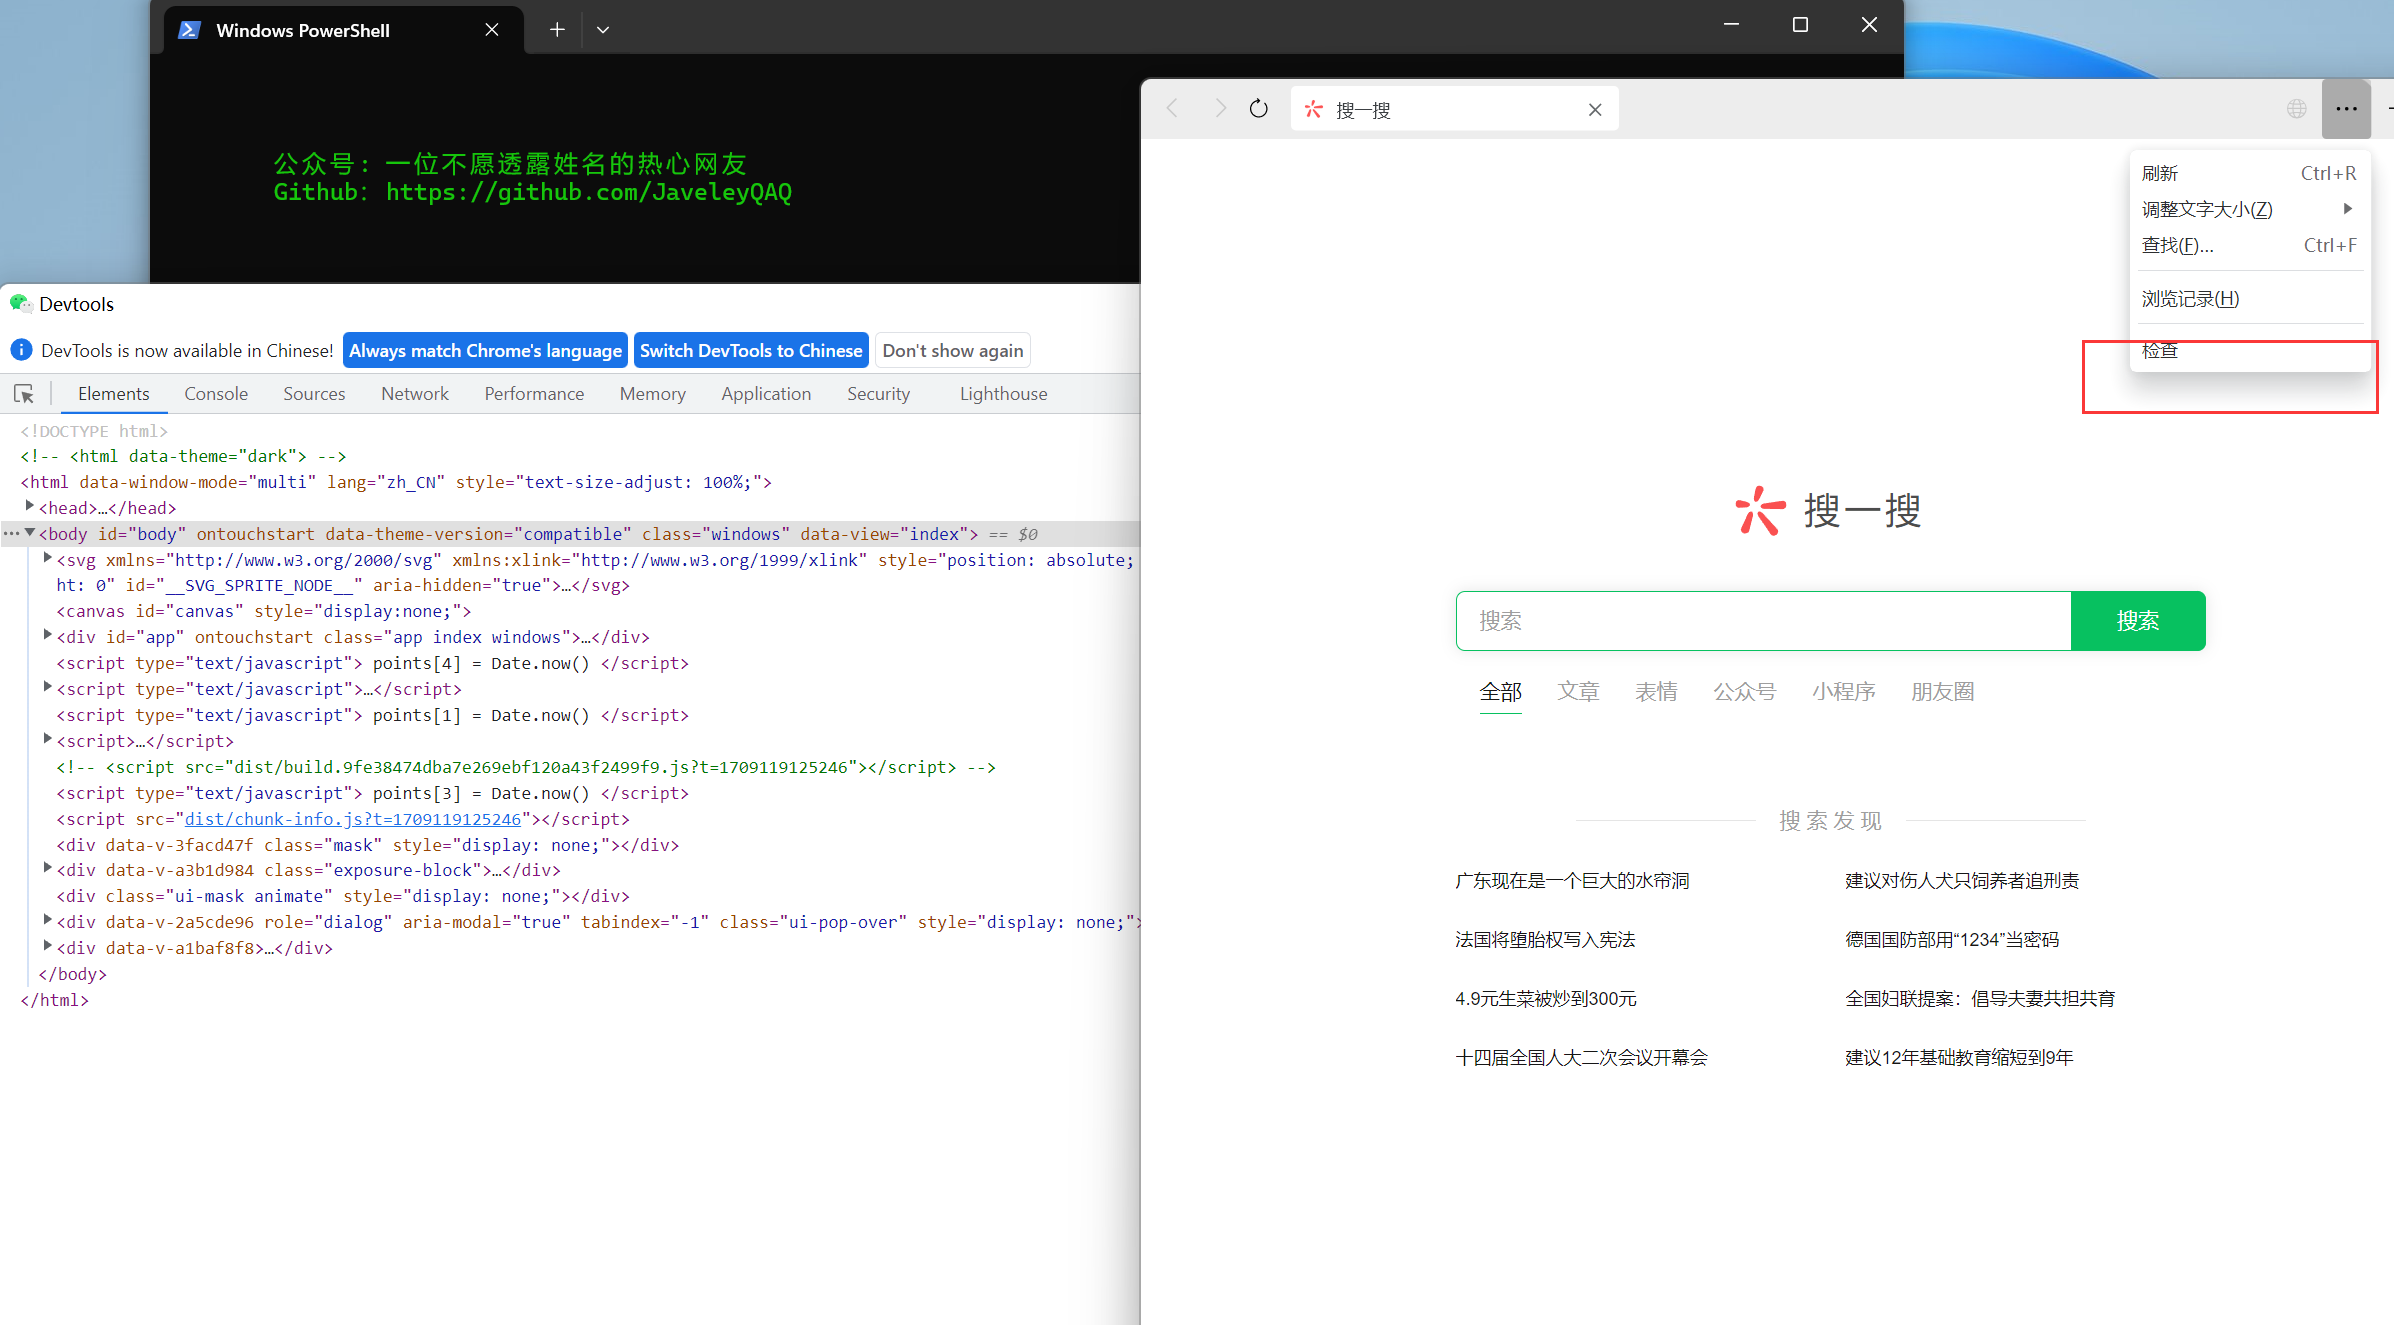 Windows PowerShell
公众号：一位不愿透露姓名的热心网友
Github：https://github.com/JaveleyQAQ
Devtools
DevTools is now available in Chinese! Always match Chrome's language Switch DevTools to Chinese Don't show again
Elements Console Sources Network Performance Memory Application Security Lighthouse
<!DOCTYPE html>
<!-- <html data-theme="dark"> -->
<html data-window-mode="multi" lang="zh_CN" style="text-size-adjust: 100%;">
<head>…</head>
<body id="body" ontouchstart data-theme-version="compatible" class="windows" data-view="index"> == $0
<svg xmlns="http://www.w3.org/2000/svg" xmlns:xlink="http://www.w3.org/1999/xlink" style="position: absolute;
ht: 0" id="__SVG_SPRITE_NODE__" aria-hidden="true">…</svg>
<canvas id="canvas" style="display:none;">
<div id="app" ontouchstart class="app index windows">…</div>
<script type="text/javascript"> points[4] = Date.now() </script>
<script type="text/javascript">…</script>
<script type="text/javascript"> points[1] = Date.now() </script>
<script>…</script>
<!-- <script src="dist/build.9fe38474dba7e269ebf120a43f2499f9.js?t=1709119125246"></script> -->
<script type="text/javascript"> points[3] = Date.now() </script>
<script src="dist/chunk-info.js?t=1709119125246"></script>
<div data-v-3facd47f class="mask" style="display: none;"></div>
<div data-v-a3b1d984 class="exposure-block">…</div>
<div class="ui-mask animate" style="display: none;"></div>
<div data-v-2a5cde96 role="dialog" aria-modal="true" tabindex="-1" class="ui-pop-over" style="display: none;">
<div data-v-a1baf8f8>…</div>
</body>
</html>
搜一搜
刷新 Ctrl+R
调整文字大小(Z)
查找(F)... Ctrl+F
浏览记录(H)
检查
搜一搜
搜索 搜索
全部 文章 表情 公众号 小程序 朋友圈
搜索发现
广东现在是一个巨大的水帘洞 建议对伤人犬只饲养者追刑责
法国将堕胎权写入宪法 德国国防部用“1234”当密码
4.9元生菜被炒到300元 全国妇联提案：倡导夫妻共担共育
十四届全国人大二次会议开幕会 建议12年基础教育缩短到9年